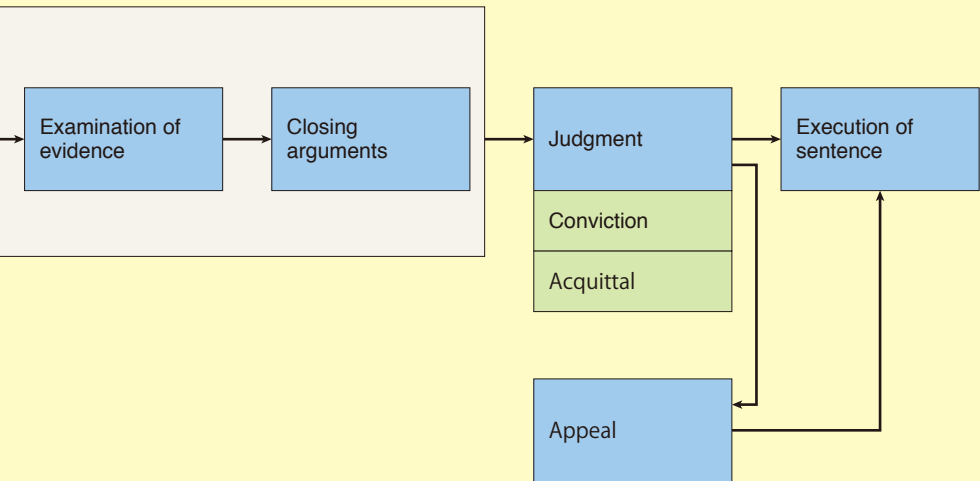 Examination of
evidence
Closing
arguments
Judgment
Conviction
Acquittal
Execution of
sentence
Appeal